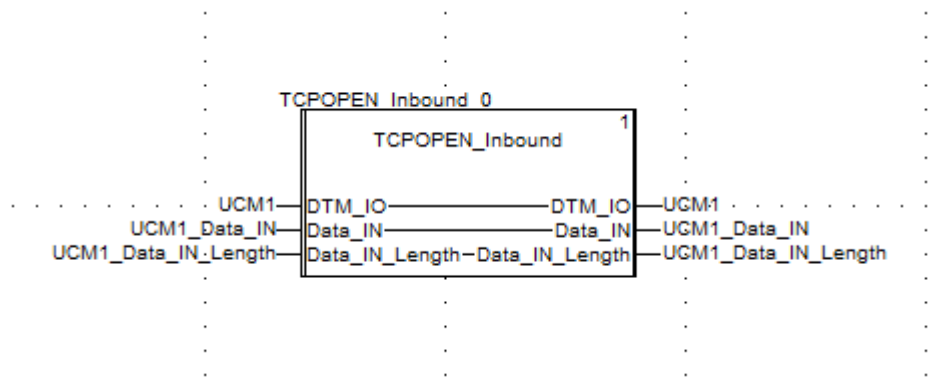 TCPOPEN_Inbound_0
1
TCPOPEN_Inbound
UCM1 DTM_IO DTM_IO UCM1
UCM1_Data_IN Data_IN Data_IN UCM1_Data_IN
UCM1_Data_IN_Length Data_IN_Length Data_IN_Length UCM1_Data_IN_Length